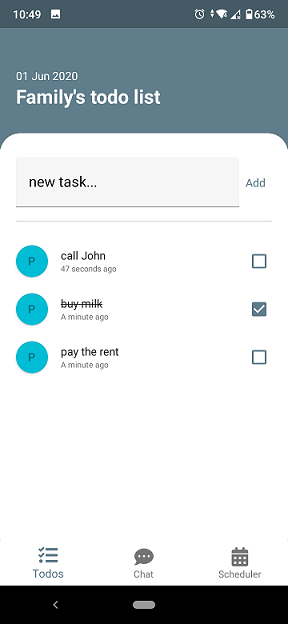 10:49
63%
01 Jun 2020
Family's todo list
new task...
Add
P
call John
47 seconds ago
P
buy milk
A minute ago
P
pay the rent
A minute ago
Todos
Chat
Scheduler